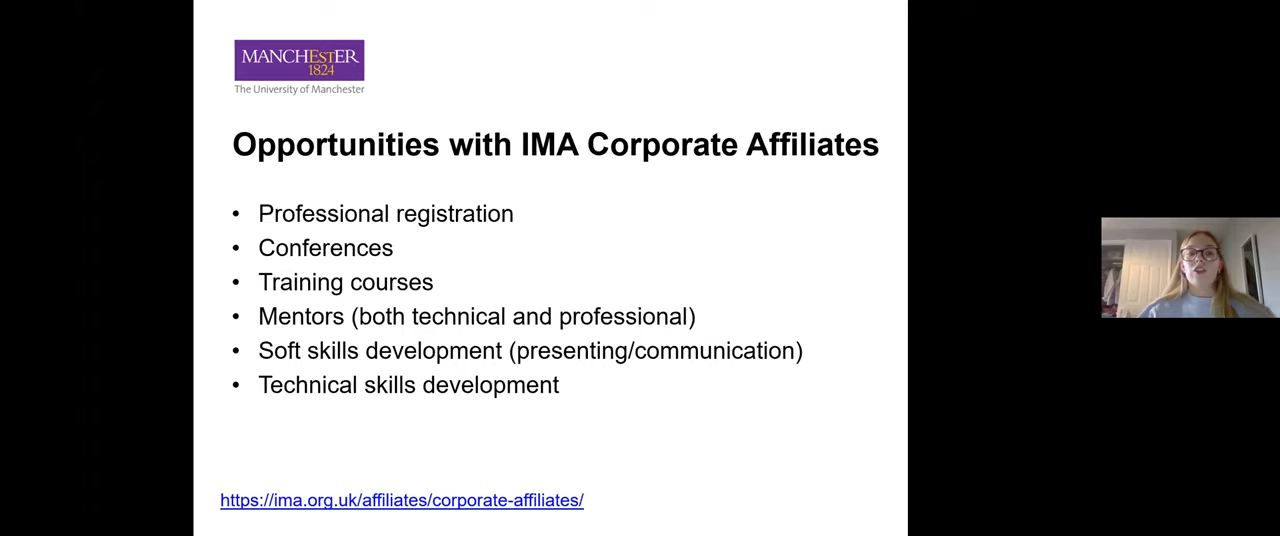 MANCHESTER
1824
The University of Manchester
Opportunities with IMA Corporate Affiliates
• Professional registration
• Conferences
• Training courses
• Mentors (both technical and professional)
• Soft skills development (presenting/communication)
• Technical skills development
https://ima.org.uk/affiliates/corporate-affiliates/